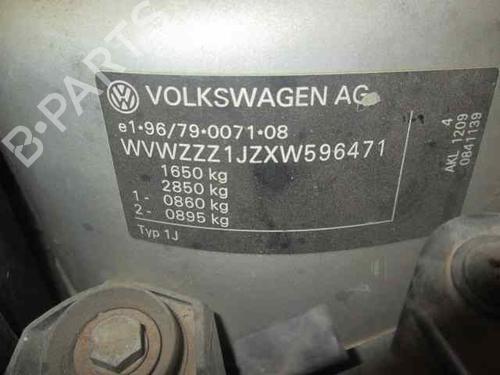 B-PARTS
VOLKSWAGEN AG
e1*96/79*0071*08
WVWZZZ1JZXW596471
1650 kg
2850 kg
1- 0860 kg
2- 0895 kg
Typ 1J
4
AKL 1209
0841139